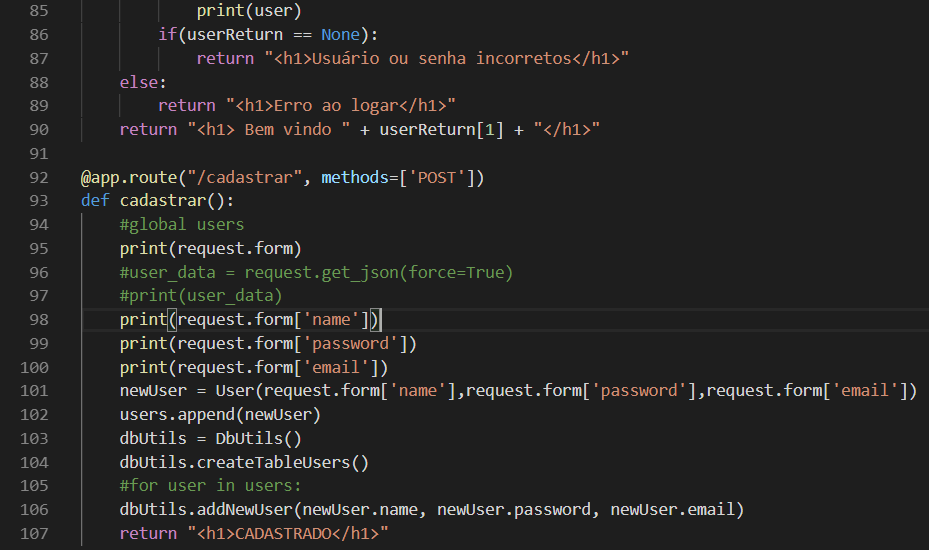 85 print(user)
86 if(userReturn == None):
87 return "<h1>Usuário ou senha incorretos</h1>"
88 else:
89 return "<h1>Erro ao logar</h1>"
90 return "<h1> Bem vindo " + userReturn[1] + "</h1>"
91
92 @app.route("/cadastrar", methods=['POST'])
93 def cadastrar():
94 #global users
95 print(request.form)
96 #user_data = request.get_json(force=True)
97 #print(user_data)
98 print(request.form['name'])
99 print(request.form['password'])
100 print(request.form['email'])
101 newUser = User(request.form['name'],request.form['password'],request.form['email'])
102 users.append(newUser)
103 dbUtils = DbUtils()
104 dbUtils.createTableUsers()
105 #for user in users:
106 dbUtils.addNewUser(newUser.name, newUser.password, newUser.email)
107 return "<h1>CADASTRADO</h1>"